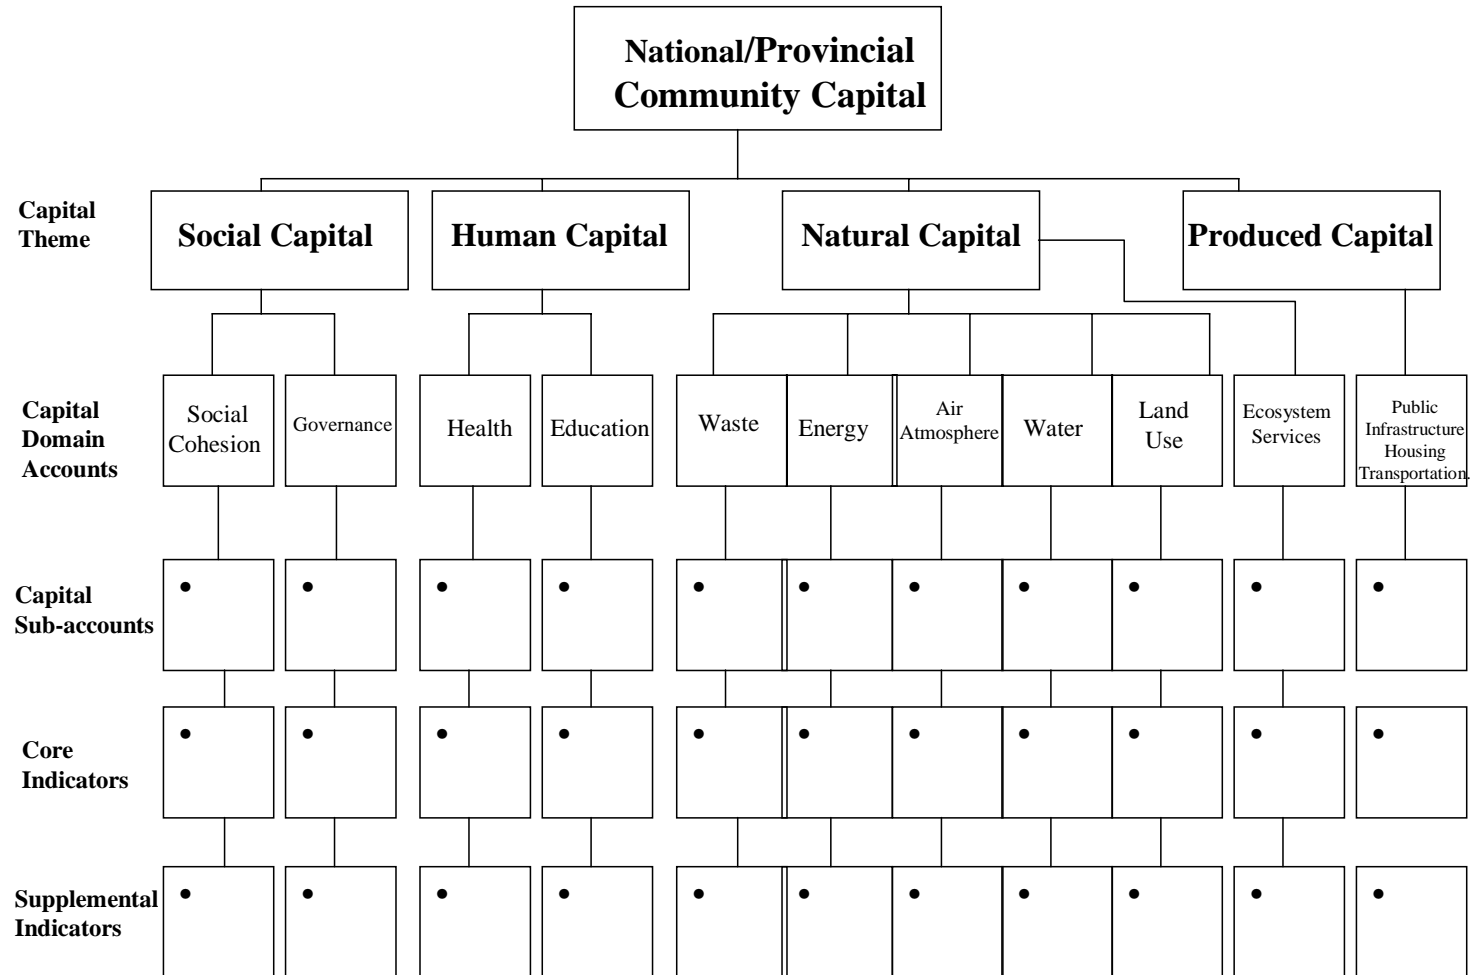 National/Provincial
Community Capital
Capital
Theme
Social Capital
Human Capital
Natural Capital
Produced Capital
Capital
Domain
Accounts
Social
Cohesion
Governance
Health
Education
Waste
Energy
Air
Atmosphere
Water
Land
Use
Ecosystem
Services
Public
Infrastructure
Housing
Transportation.
Capital
Sub-accounts
•
•
•
•
•
•
•
•
•
•
•
Core
Indicators
•
•
•
•
•
•
•
•
•
•
•
Supplemental
Indicators
•
•
•
•
•
•
•
•
•
•
•